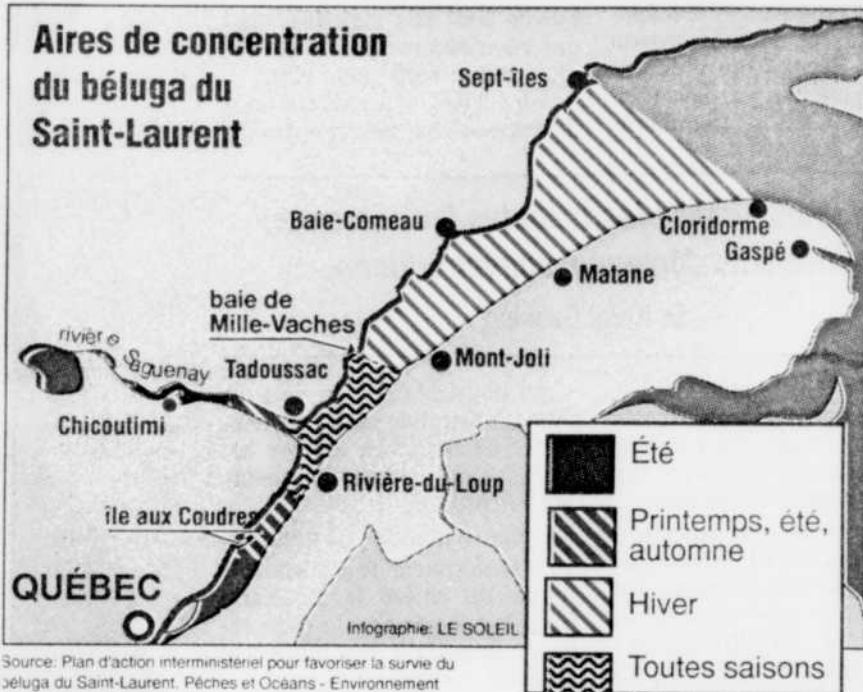 Aires de concentration
du béluga du
Saint-Laurent
Sept-îles
Baie-Comeau
Cloridorme
Gaspé
Matane
baie de
Mille-Vaches
rivière Saguenay
Tadoussac
Mont-Joli
Chicoutimi
Rivière-du-Loup
île aux Coudres
QUÉBEC
Été
Printemps, été,
automne
Hiver
Toutes saisons
Infographie: LE SOLEIL
Source: Plan d'action interministériel pour favoriser la survie du
béluga du Saint-Laurent. Pêches et Océans - Environnement